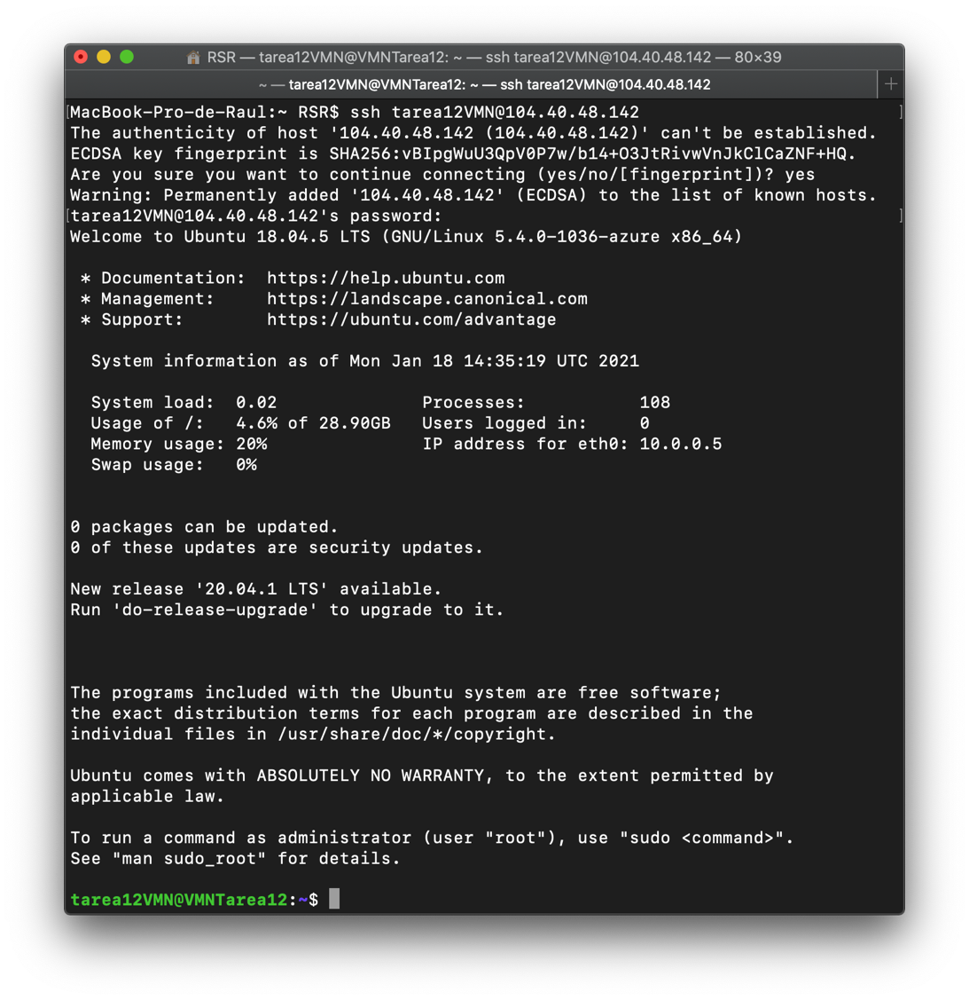 RSR — tarea12VMN@VMNTarea12: ~ — ssh tarea12VMN@104.40.48.142 — 80×39
~ — tarea12VMN@VMNTarea12: ~ — ssh tarea12VMN@104.40.48.142 +
[MacBook-Pro-de-Raul:~ RSR$ ssh tarea12VMN@104.40.48.142 ]
The authenticity of host '104.40.48.142 (104.40.48.142)' can't be established.
ECDSA key fingerprint is SHA256:vBIpgWuU3QpV0P7w/b14+O3JtRivwVnJkClCaZNF+HQ.
Are you sure you want to continue connecting (yes/no/[fingerprint])? yes
Warning: Permanently added '104.40.48.142' (ECDSA) to the list of known hosts.
[tarea12VMN@104.40.48.142's password: ]
Welcome to Ubuntu 18.04.5 LTS (GNU/Linux 5.4.0-1036-azure x86_64)

 * Documentation:  https://help.ubuntu.com
 * Management:     https://landscape.canonical.com
 * Support:        https://ubuntu.com/advantage

  System information as of Mon Jan 18 14:35:19 UTC 2021

  System load:  0.02              Processes:           108
  Usage of /:   4.6% of 28.90GB   Users logged in:     0
  Memory usage: 20%               IP address for eth0: 10.0.0.5
  Swap usage:   0%

0 packages can be updated.
0 of these updates are security updates.

New release '20.04.1 LTS' available.
Run 'do-release-upgrade' to upgrade to it.

The programs included with the Ubuntu system are free software;
the exact distribution terms for each program are described in the
individual files in /usr/share/doc/*/copyright.

Ubuntu comes with ABSOLUTELY NO WARRANTY, to the extent permitted by
applicable law.

To run a command as administrator (user "root"), use "sudo <command>".
See "man sudo_root" for details.

tarea12VMN@VMNTarea12:~$